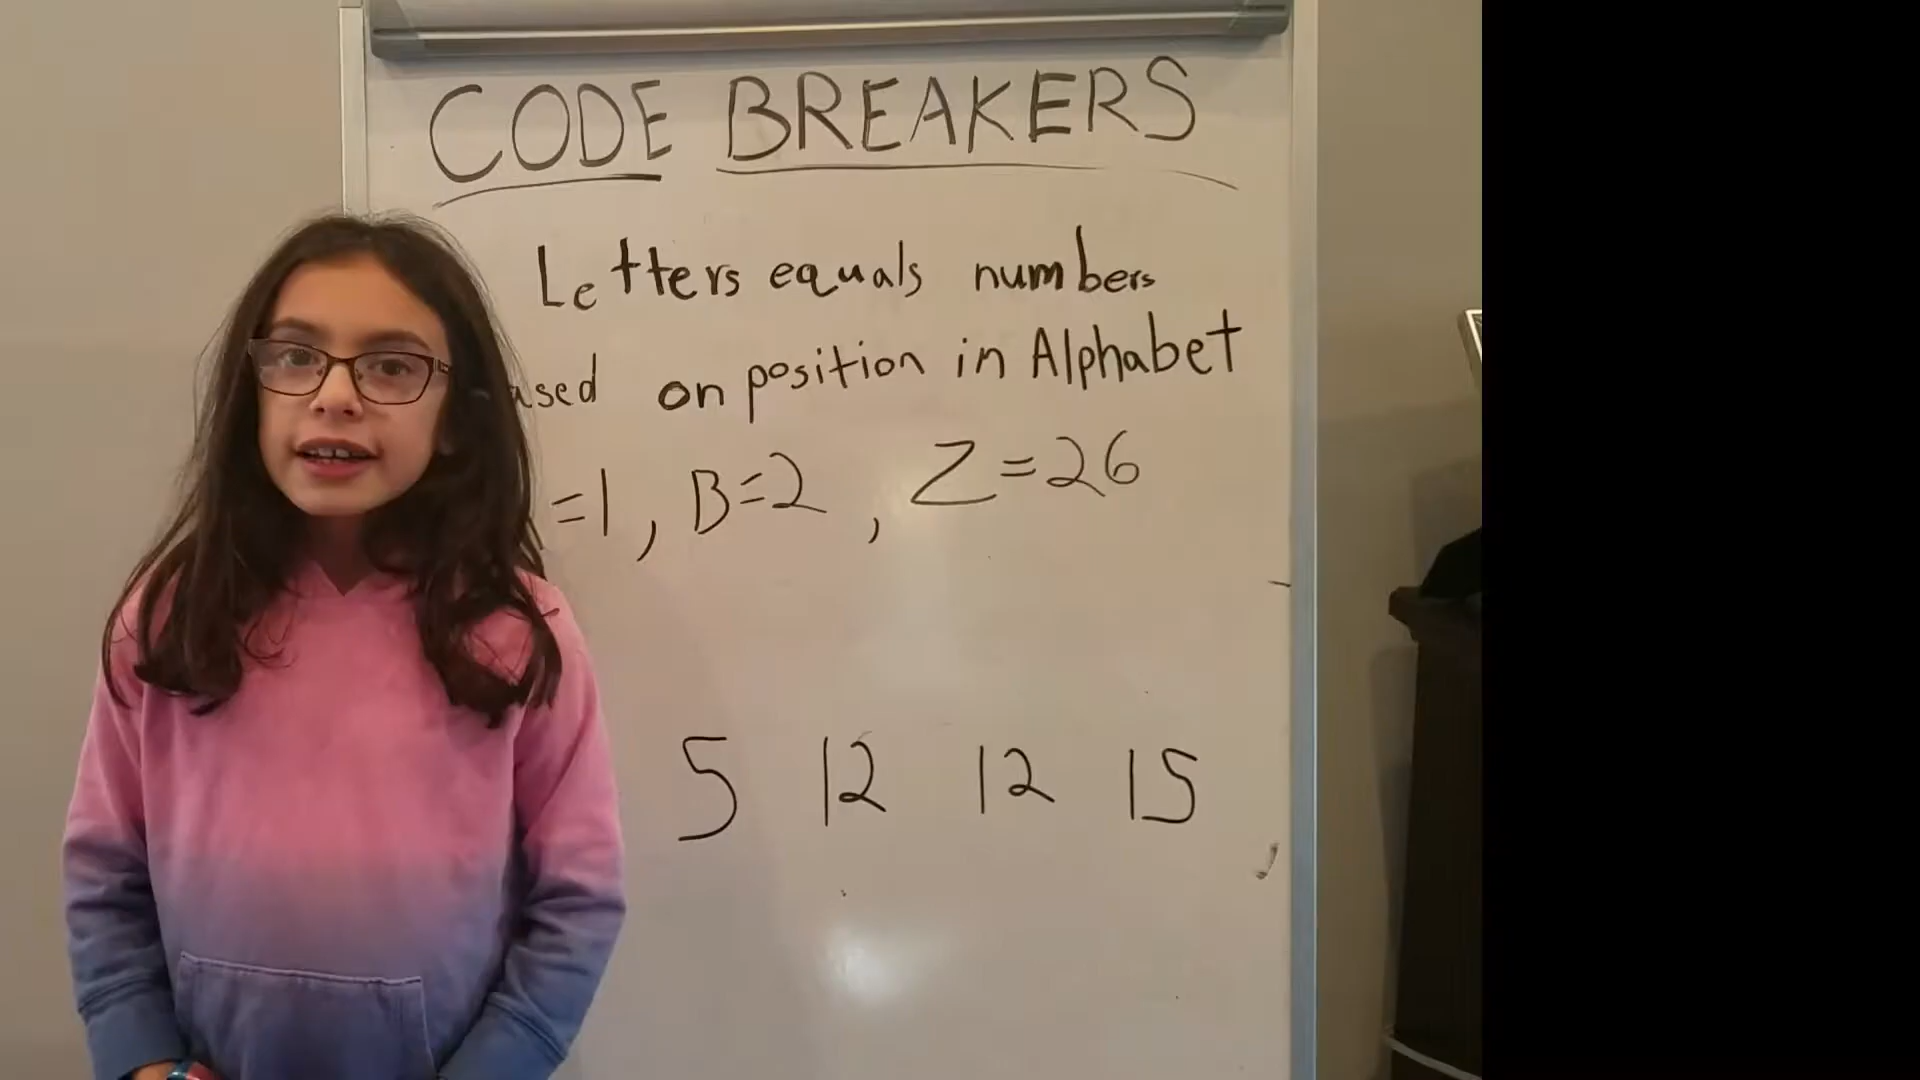 CODE BREAKERS
Letters equals numbers
ased on position in Alphabet
=1, B=2, Z=26
5 12 12 15